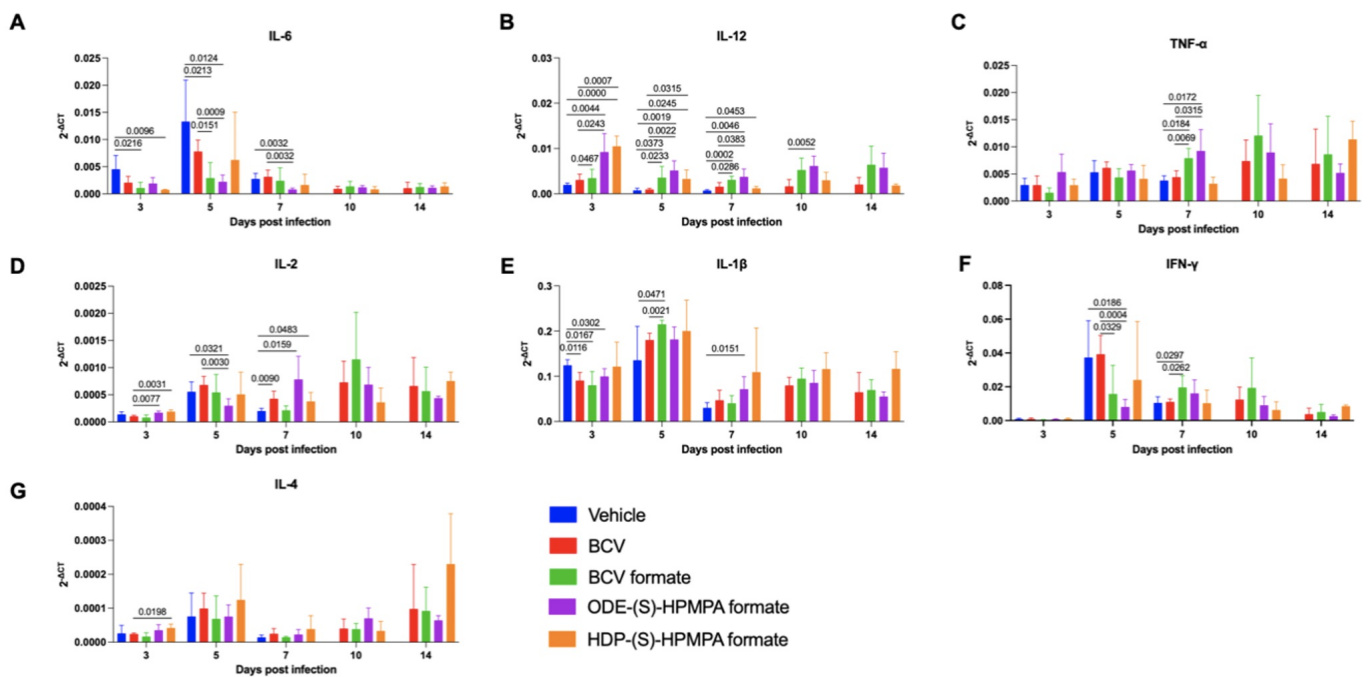 A
IL-6
2-ΔCT
0.025
0.020
0.015
0.010
0.005
0.000
0.0096
0.0216
0.0124
0.0213
0.0009
0.0151
0.0032
0.0032
3 5 7 10 14
Days post infection
B
IL-12
2-ΔCT
0.03
0.02
0.01
0.00
0.0007
0.0000
0.0044
0.0243
0.0467
0.0315
0.0245
0.0019
0.0022
0.0373
0.0233
0.0453
0.0046
0.0383
0.0002
0.0286
0.0052
3 5 7 10 14
Days post infection
C
TNF-α
2-ΔCT
0.025
0.020
0.015
0.010
0.005
0.000
0.0172
0.0315
0.0184
0.0069
3 5 7 10 14
Days post infection
D
IL-2
2-ΔCT
0.0025
0.0020
0.0015
0.0010
0.0005
0.0000
0.0031
0.0077
0.0321
0.0030
0.0483
0.0159
0.0090
3 5 7 10 14
Days post infection
E
IL-1β
2-ΔCT
0.3
0.2
0.1
0.0
0.0302
0.0167
0.0116
0.0471
0.0021
0.0151
3 5 7 10 14
Days post infection
F
IFN-γ
2-ΔCT
0.08
0.06
0.04
0.02
0.00
0.0186
0.0004
0.0329
0.0297
0.0262
3 5 7 10 14
Days post infection
G
IL-4
2-ΔCT
0.0004
0.0003
0.0002
0.0001
0.0000
0.0198
3 5 7 10 14
Days post infection
Vehicle
BCV
BCV formate
ODE-(S)-HPMPA formate
HDP-(S)-HPMPA formate